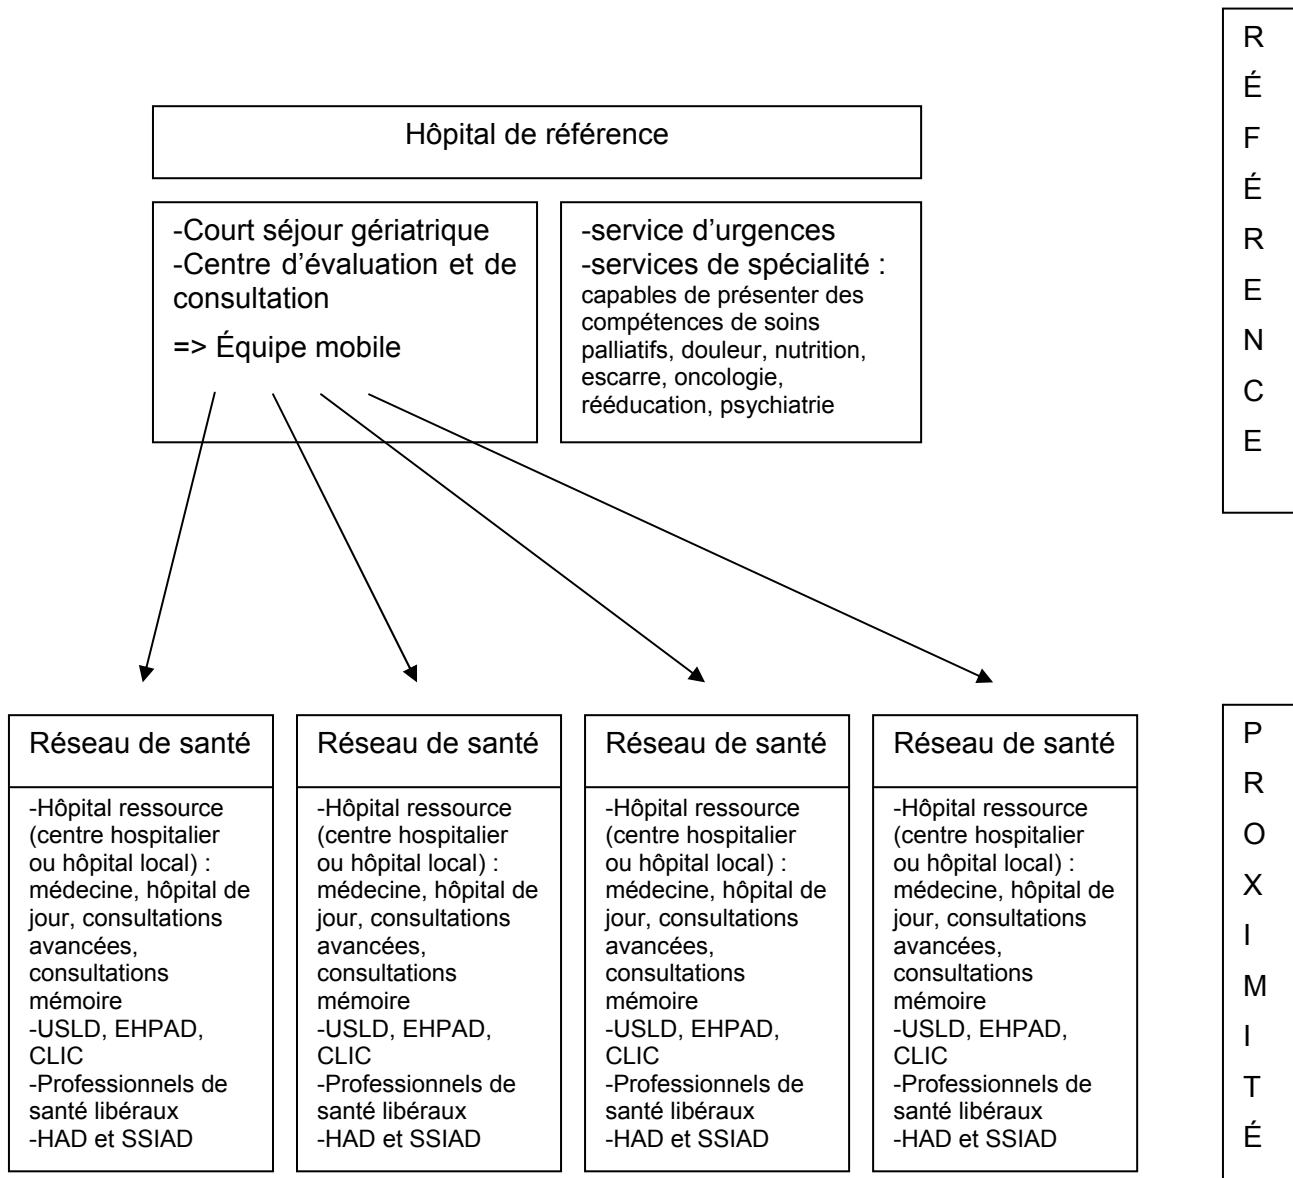 Hôpital de référence
-Court séjour gériatrique
-Centre d'évaluation et de
consultation
=> Équipe mobile
-service d'urgences
-services de spécialité :
capables de présenter des
compétences de soins
palliatifs, douleur, nutrition,
escarre, oncologie,
rééducation, psychiatrie
R
É
F
É
R
E
N
C
E
Réseau de santé
-Hôpital ressource
(centre hospitalier
ou hôpital local) :
médecine, hôpital de
jour, consultations
avancées,
consultations
mémoire
-USLD, EHPAD,
CLIC
-Professionnels de
santé libéraux
-HAD et SSIAD
Réseau de santé
-Hôpital ressource
(centre hospitalier
ou hôpital local) :
médecine, hôpital de
jour, consultations
avancées,
consultations
mémoire
-USLD, EHPAD,
CLIC
-Professionnels de
santé libéraux
-HAD et SSIAD
Réseau de santé
-Hôpital ressource
(centre hospitalier
ou hôpital local) :
médecine, hôpital de
jour, consultations
avancées,
consultations
mémoire
-USLD, EHPAD,
CLIC
-Professionnels de
santé libéraux
-HAD et SSIAD
Réseau de santé
-Hôpital ressource
(centre hospitalier
ou hôpital local) :
médecine, hôpital de
jour, consultations
avancées,
consultations
mémoire
-USLD, EHPAD,
CLIC
-Professionnels de
santé libéraux
-HAD et SSIAD
P
R
O
X
I
M
I
T
É